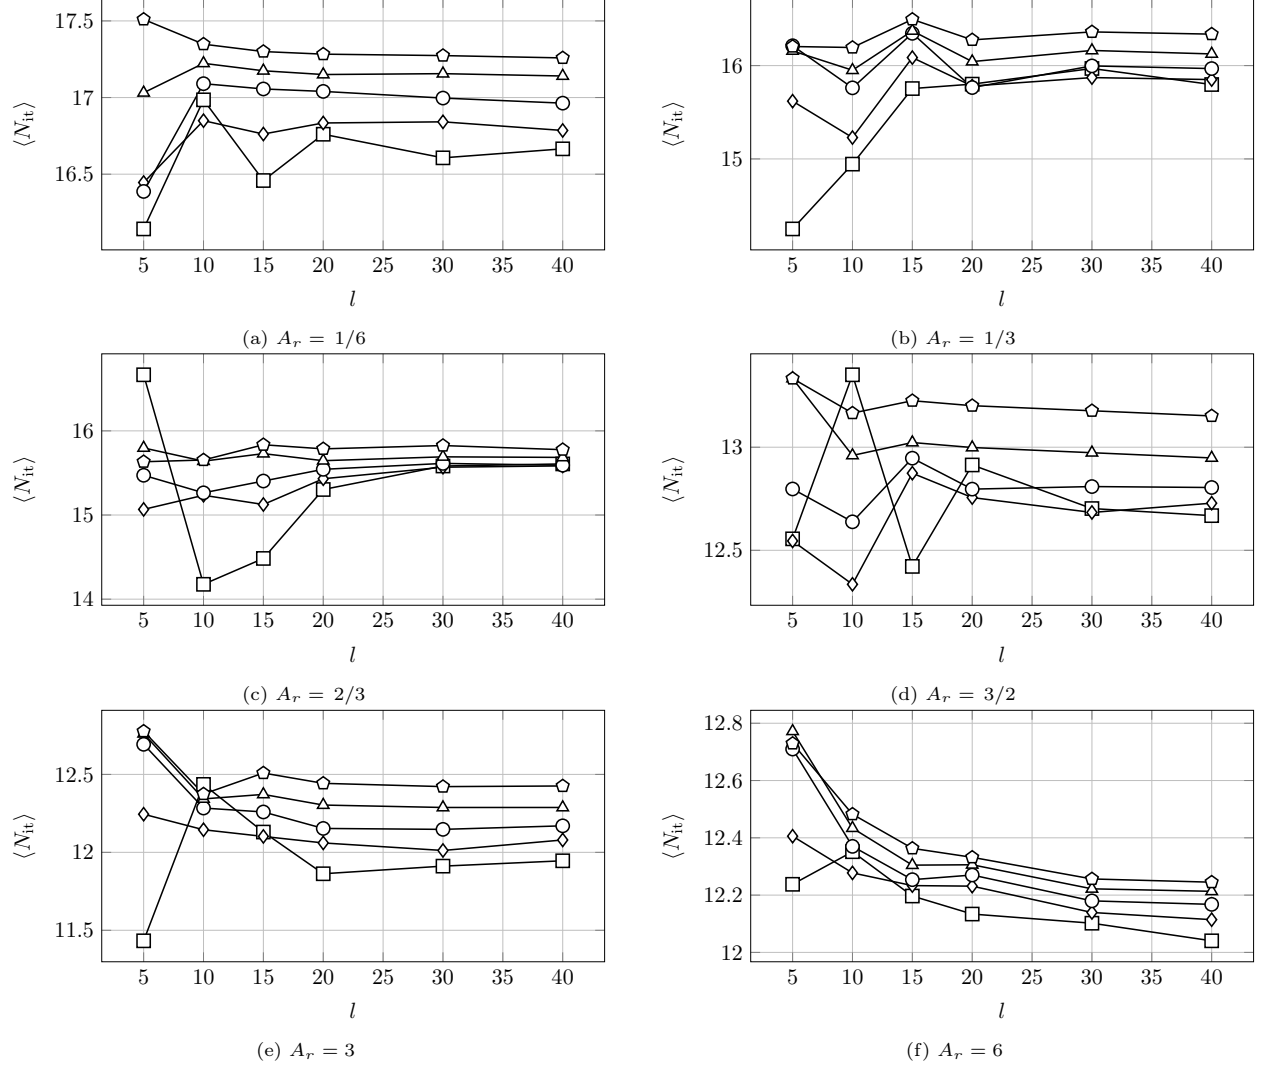 17.5
17
16.5
⟨N_it⟩
5 10 15 20 25 30 35 40
l
(a) A_r = 1/6
16
15
⟨N_it⟩
5 10 15 20 25 30 35 40
l
(b) A_r = 1/3
16
15
14
⟨N_it⟩
5 10 15 20 25 30 35 40
l
(c) A_r = 2/3
13
12.5
⟨N_it⟩
5 10 15 20 25 30 35 40
l
(d) A_r = 3/2
12.5
12
11.5
⟨N_it⟩
5 10 15 20 25 30 35 40
l
(e) A_r = 3
12.8
12.6
12.4
12.2
12
⟨N_it⟩
5 10 15 20 25 30 35 40
l
(f) A_r = 6